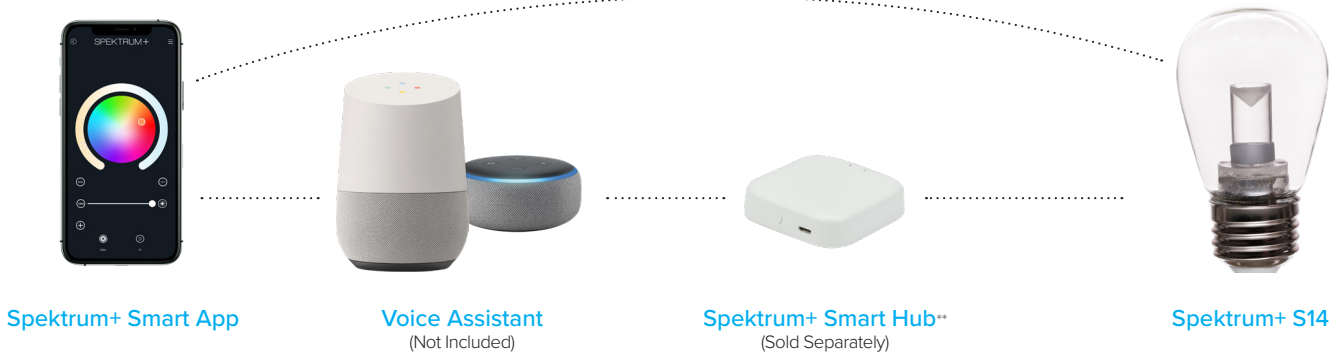 SPEKTRUM+
Spektrum+ Smart App
Voice Assistant
(Not Included)
Spektrum+ Smart Hub**
(Sold Separately)
Spektrum+ S14